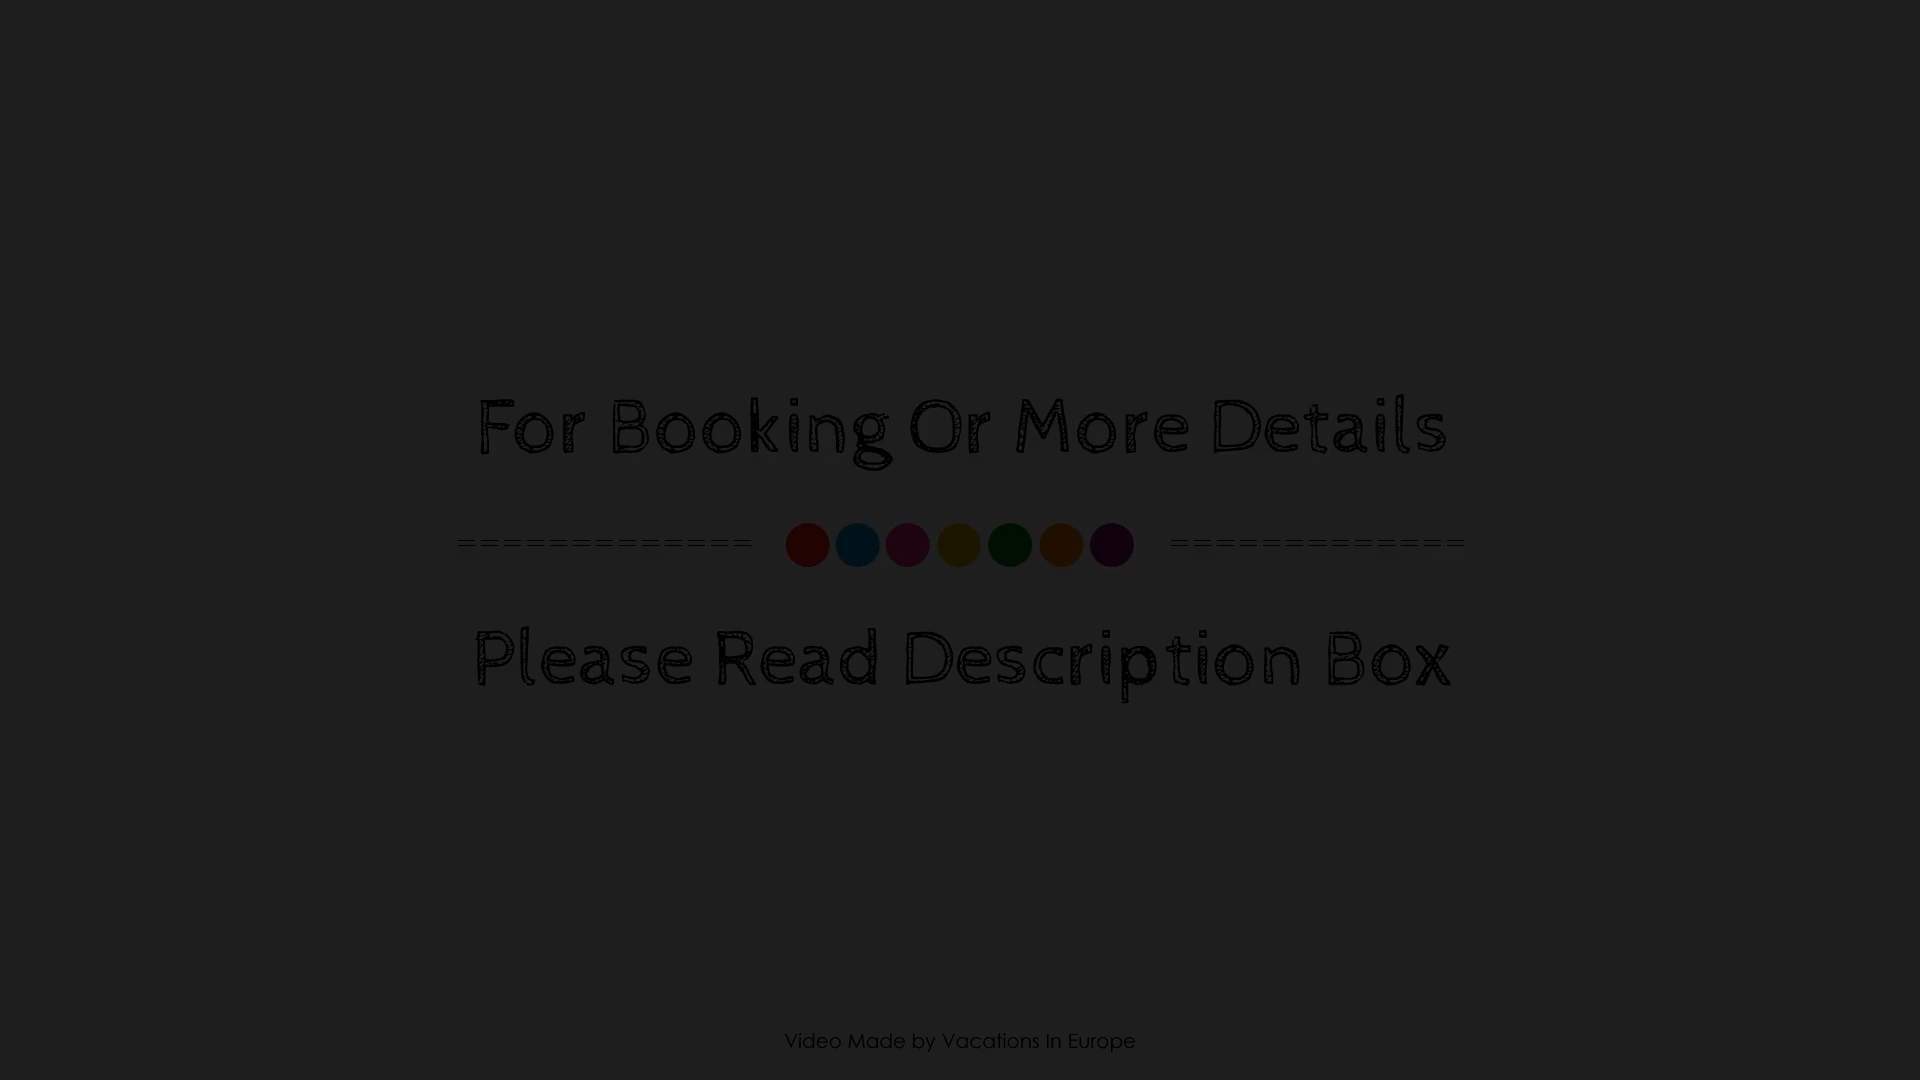 For Booking Or More Details
============= =============
Please Read Description Box
Video Made by Vacations In Europe